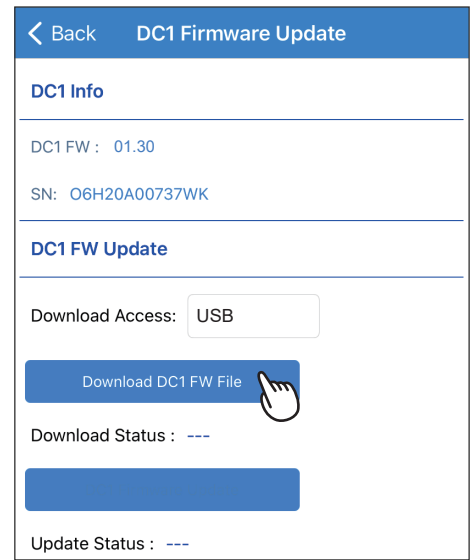 Back DC1 Firmware Update
DC1 Info
DC1 FW : 01.30
SN: O6H20A00737WK
DC1 FW Update
Download Access: USB
Download DC1 FW File
Download Status : ---
Update Status : ---